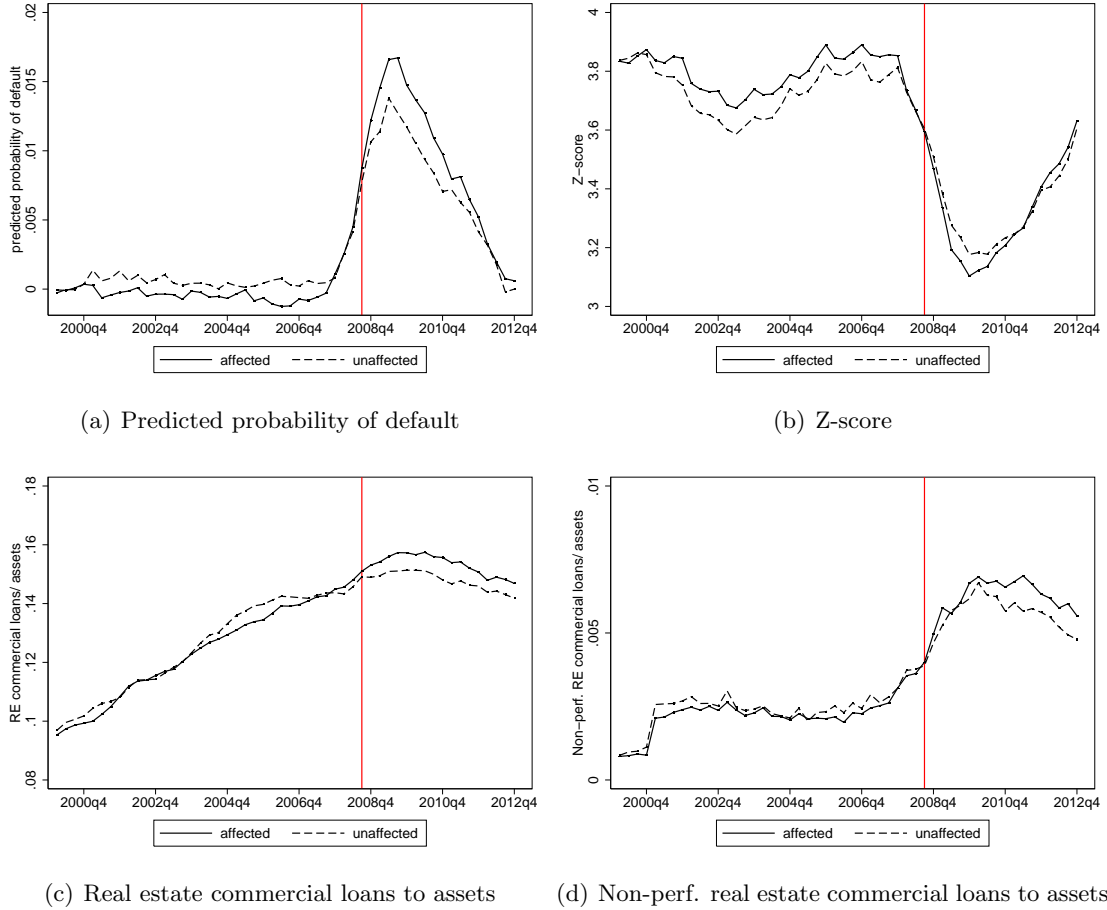 predicted probability of default
.02
.015
.01
.005
0
2000q4 2002q4 2004q4 2006q4 2008q4 2010q4 2012q4
affected unaffected
(a) Predicted probability of default
Z−score
4
3.8
3.6
3.4
3.2
3
2000q4 2002q4 2004q4 2006q4 2008q4 2010q4 2012q4
affected unaffected
(b) Z-score
RE commercial loans/ assets
.18
.16
.14
.12
.1
.08
2000q4 2002q4 2004q4 2006q4 2008q4 2010q4 2012q4
affected unaffected
(c) Real estate commercial loans to assets
Non−perf. RE commercial loans/ assets
.01
.005
0
2000q4 2002q4 2004q4 2006q4 2008q4 2010q4 2012q4
affected unaffected
(d) Non-perf. real estate commercial loans to assets